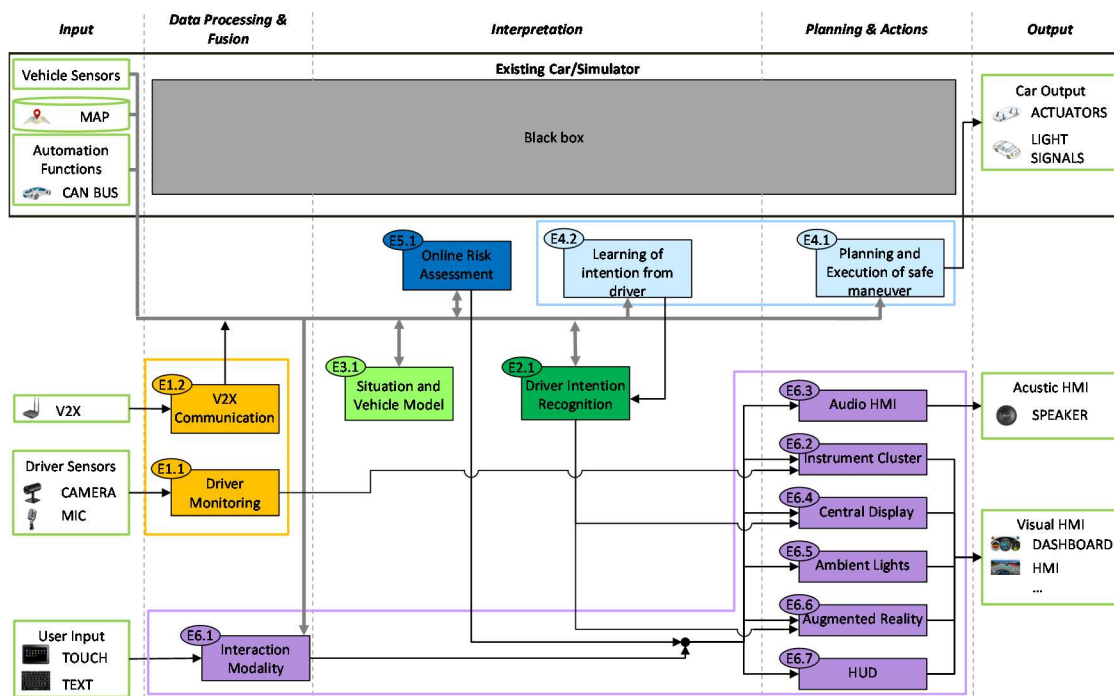 Input
Data Processing &
Fusion
Interpretation
Planning & Actions
Output
Existing Car/Simulator
Vehicle Sensors
MAP
Automation
Functions
CAN BUS
Black box
Car Output
ACTUATORS
LIGHT
SIGNALS
E5.1
Online Risk
Assessment
E4.2
Learning of
intention from
driver
E4.1
Planning and
Execution of safe
maneuver
E1.2
V2X
Communication
E3.1
Situation and
Vehicle Model
E2.1
Driver Intention
Recognition
V2X
E6.3
Audio HMI
Acustic HMI
SPEAKER
Driver Sensors
CAMERA
MIC
E1.1
Driver
Monitoring
E6.2
Instrument Cluster
E6.4
Central Display
Visual HMI
DASHBOARD
HMI
...
E6.5
Ambient Lights
E6.6
Augmented Reality
User Input
TOUCH
TEXT
E6.1
Interaction
Modality
E6.7
HUD